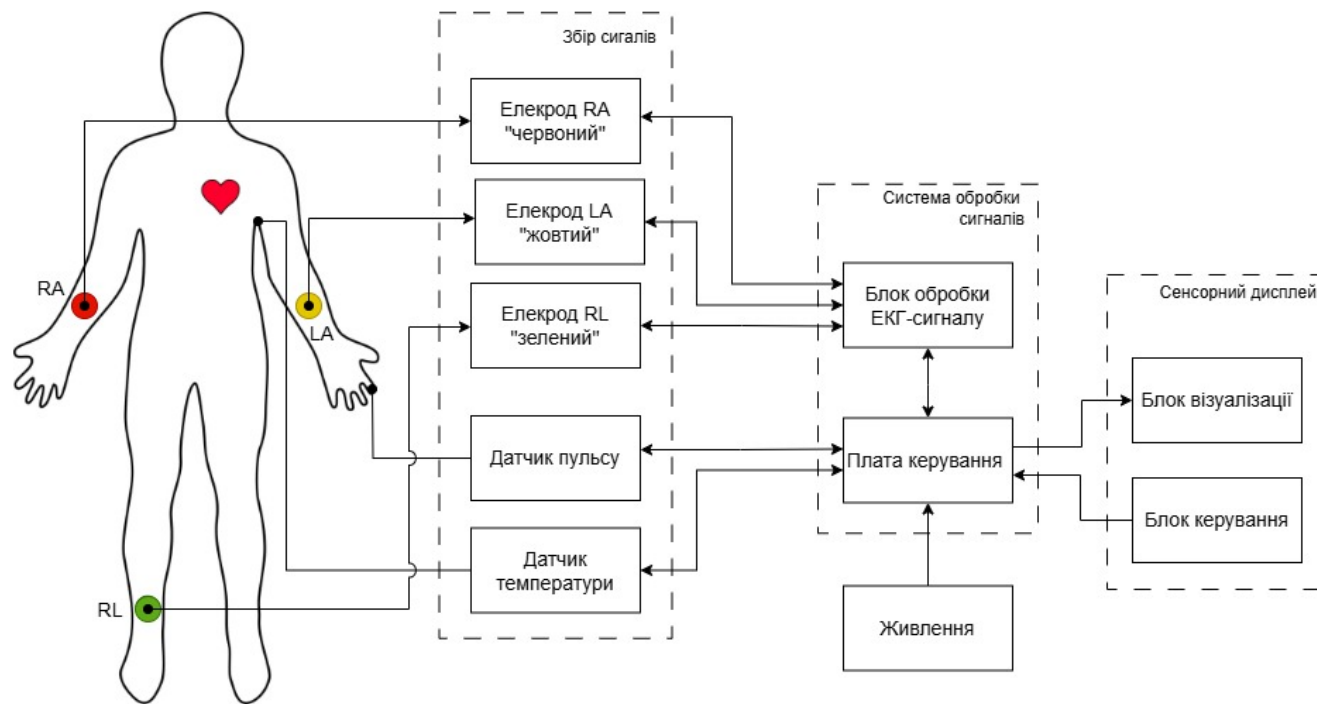 Збір сигалів
Елекрод RA
"червоний"
Елекрод LA
"жовтий"
Елекрод RL
"зелений"
Датчик пульсу
Датчик
температури
RA
LA
RL
Система обробки
сигналів
Блок обробки
ЕКГ-сигналу
Плата керування
Живлення
Сенсорний дисплей
Блок візуалізації
Блок керування